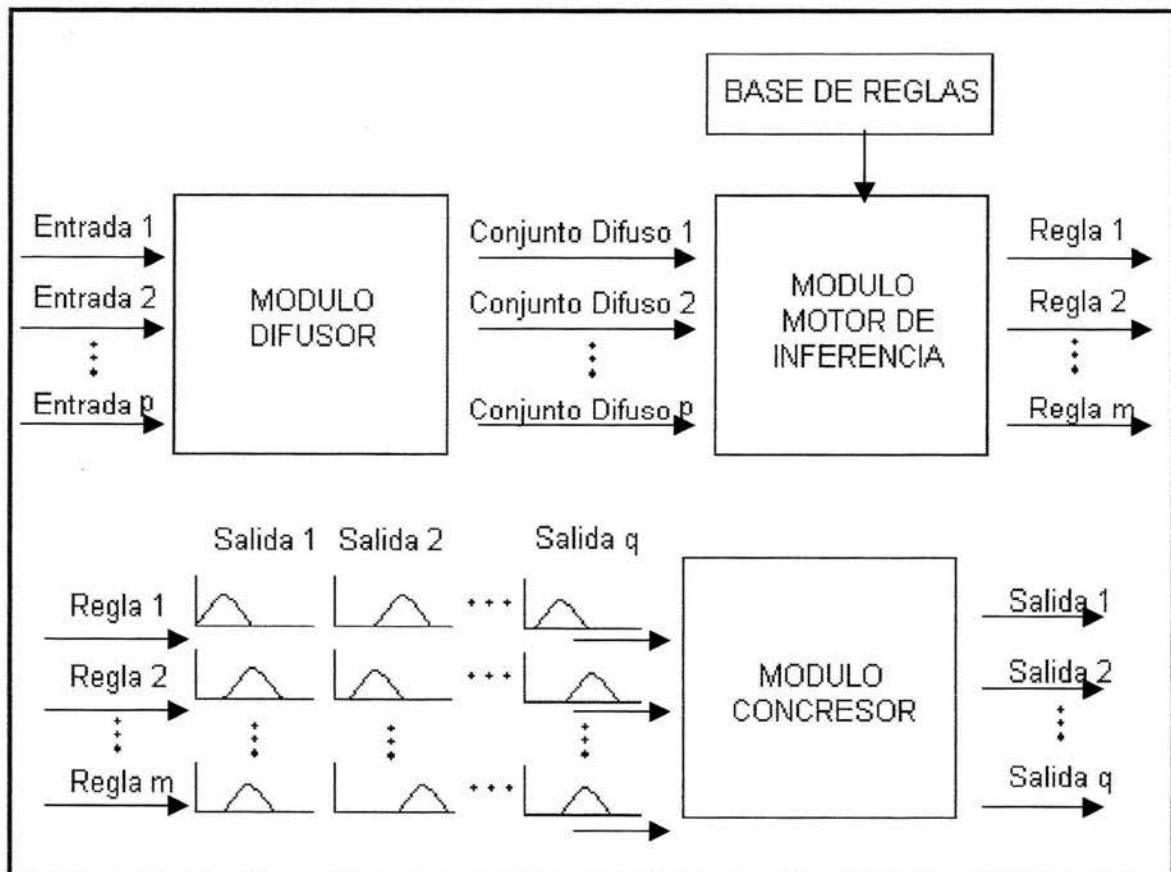 BASE DE REGLAS
Entrada 1
Entrada 2
Entrada p
MODULO
DIFUSOR
Conjunto Difuso 1
Conjunto Difuso 2
Conjunto Difuso p
MODULO
MOTOR DE
INFERENCIA
Regla 1
Regla 2
Regla m
Salida 1
Salida 2
Salida q
Regla 1
Regla 2
Regla m
MODULO
CONCRESOR
Salida 1
Salida 2
Salida q